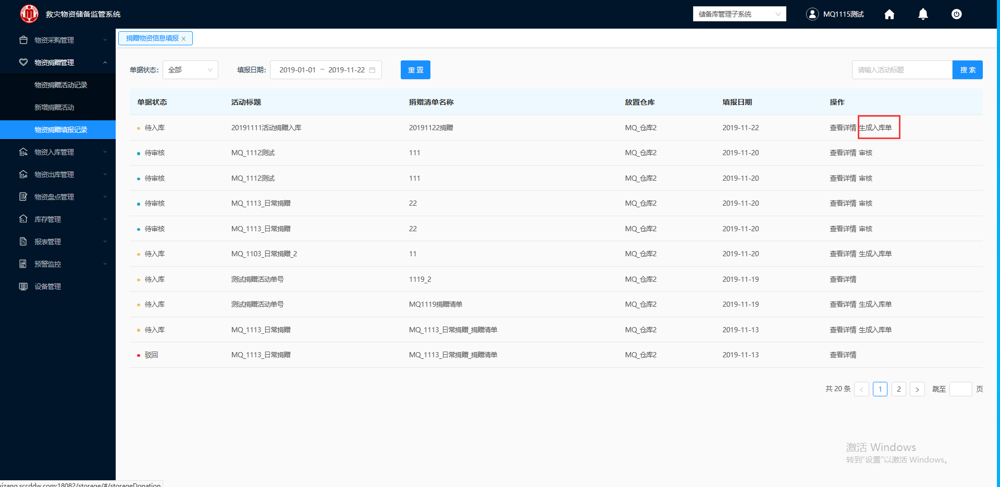 救灾物资储备监管系统
储备库管理子系统
MQ1115测试
物资采购管理
物资捐赠管理
物资捐赠活动记录
新增捐赠活动
物资捐赠填报记录
物资入库管理
物资出库管理
物资盘点管理
库存管理
报表管理
预警监控
设备管理
捐赠物资信息填报 ×
单据状态: 全部 填报日期: 2019-01-01 ~ 2019-11-22 重置 请输入活动标题 搜索
单据状态 活动标题 捐赠清单名称 放置仓库 填报日期 操作
待入库 20191111活动捐赠入库 20191122捐赠 MQ_仓库2 2019-11-22 查看详情 生成入库单
待审核 MQ_1112测试 111 MQ_仓库2 2019-11-20 查看详情 审核
待审核 MQ_1112测试 111 MQ_仓库2 2019-11-20 查看详情 审核
待审核 MQ_1113_日常捐赠 22 MQ_仓库2 2019-11-20 查看详情 审核
待审核 MQ_1113_日常捐赠 22 MQ_仓库2 2019-11-20 查看详情 审核
待入库 MQ_1103_日常捐赠_2 11 MQ_仓库2 2019-11-20 查看详情 生成入库单
待入库 测试捐赠活动单号 1119_2 MQ_仓库2 2019-11-19 查看详情
待入库 测试捐赠活动单号 MQ1119捐赠清单 MQ_仓库2 2019-11-19 查看详情 生成入库单
待入库 MQ_1113_日常捐赠 MQ_1113_日常捐赠_捐赠清单 MQ_仓库2 2019-11-13 查看详情 生成入库单
驳回 MQ_1113_日常捐赠 MQ_1113_日常捐赠_捐赠清单 MQ_仓库2 2019-11-13 查看详情
共 20 条 < 1 2 > 跳至 页
激活 Windows
转到“设置”以激活 Windows。
xizang.sccddw.com:18082/storage/#/storageDonation